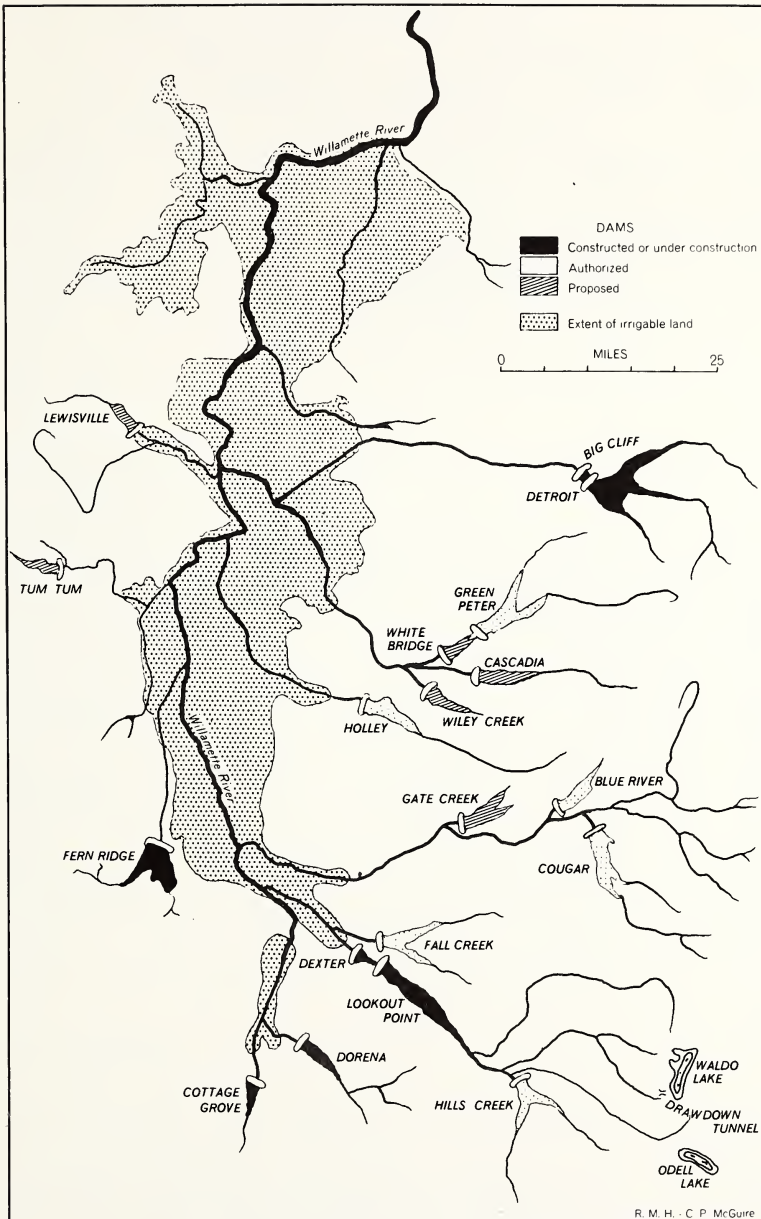 Willamette River
DAMS
Constructed or under construction
Authorized
Proposed
Extent of irrigable land
0 MILES 25
LEWISVILLE
BIG CLIFF
DETROIT
TUM TUM
GREEN
PETER
WHITE
BRIDGE
CASCADIA
WILEY CREEK
HOLLEY
Willamette River
BLUE RIVER
GATE CREEK
FERN RIDGE
COUGAR
FALL CREEK
DEXTER
LOOKOUT
POINT
DORENA
WALDO
LAKE
COTTAGE
GROVE
HILLS CREEK
DRAWDOWN
TUNNEL
ODELL
LAKE
R. M. H. - C. P. McGuire